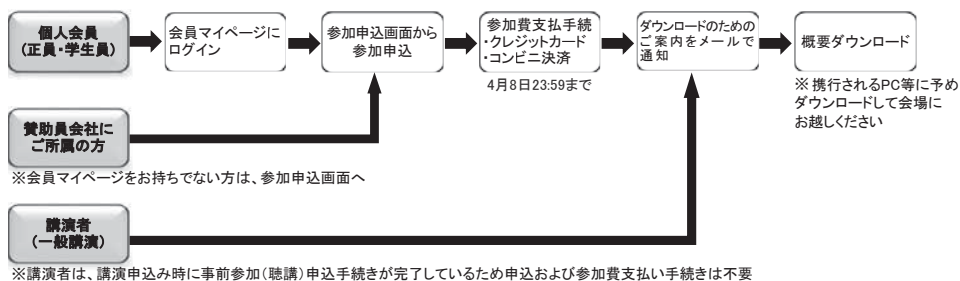 個人会員
(正員・学生員)
会員マイページに
ログイン
参加申込画面から
参加申込
参加費支払手続
・クレジットカード
・コンビニ決済
4月8日23:59まで
ダウンロードのための
ご案内をメールで
通知
概要ダウンロード
※ 携行されるPC等に予め
ダウンロードして会場に
お越しください
賛助員会社に
ご所属の方
※会員マイページをお持ちでない方は、参加申込画面へ
講演者
(一般講演)
※講演者は、講演申込み時に事前参加(聴講)申込手続きが完了しているため申込および参加費支払い手続きは不要